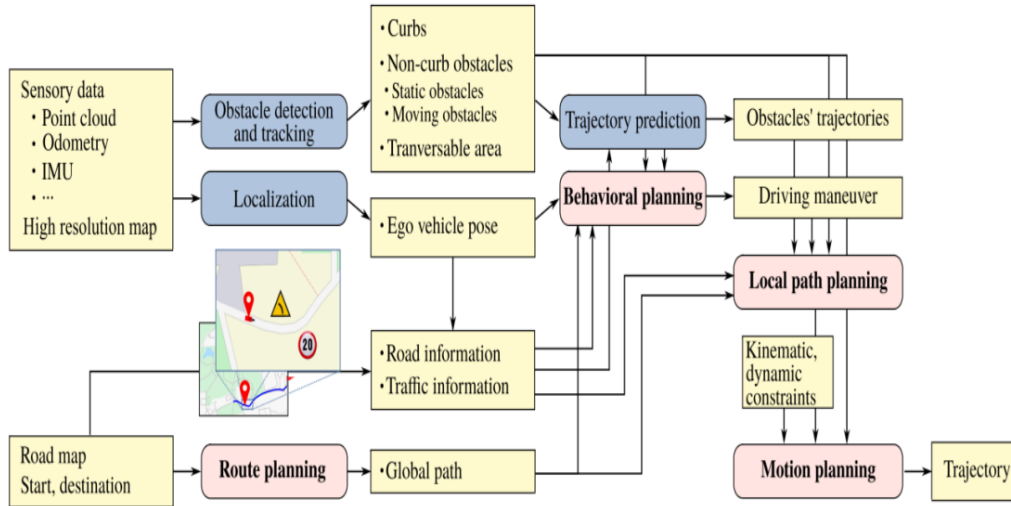 Sensory data
• Point cloud
• Odometry
• IMU
• ...
High resolution map
Obstacle detection
and tracking
Localization
• Curbs
• Non-curb obstacles
• Static obstacles
• Moving obstacles
• Tranversable area
• Ego vehicle pose
Trajectory prediction
Behavioral planning
Obstacles' trajectories
Driving maneuver
Local path planning
20
• Road information
• Traffic information
Kinematic,
dynamic
constraints
Road map
Start, destination
Route planning
• Global path
Motion planning
Trajectory